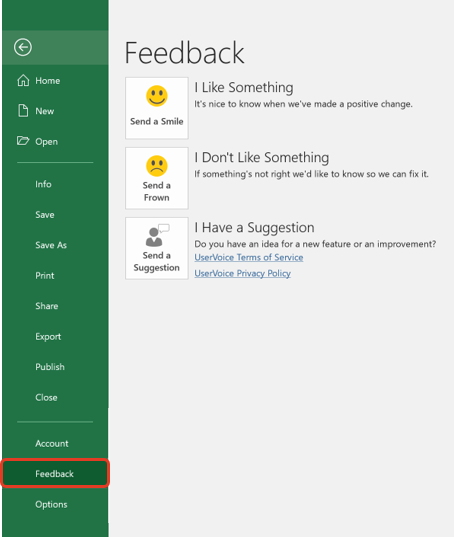 Home
New
Open
Info
Save
Save As
Print
Share
Export
Publish
Close
Account
Feedback
Options
Feedback
Send a Smile
I Like Something
It's nice to know when we've made a positive change.
Send a
Frown
I Don't Like Something
If something's not right we'd like to know so we can fix it.
Send a
Suggestion
I Have a Suggestion
Do you have an idea for a new feature or an improvement?
UserVoice Terms of Service
UserVoice Privacy Policy